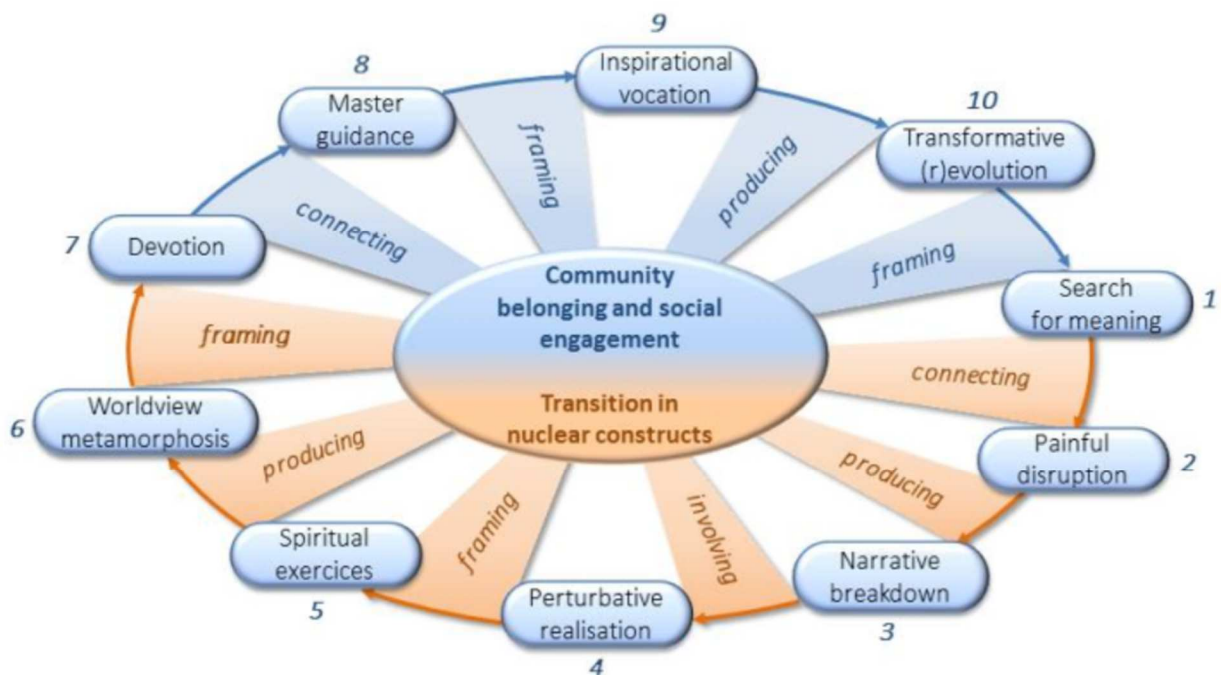 9
Inspirational
vocation
8
Master
guidance
10
Transformative
(r)evolution
framing
producing
connecting
framing
7
Devotion
Community
belonging and social
engagement
Search
for meaning
1
framing
connecting
Transition in
nuclear constructs
6
Worldview
metamorphosis
producing
producing
Painful
disruption
2
framing
involving
Spiritual
exercices
5
Narrative
breakdown
3
Perturbative
realisation
4